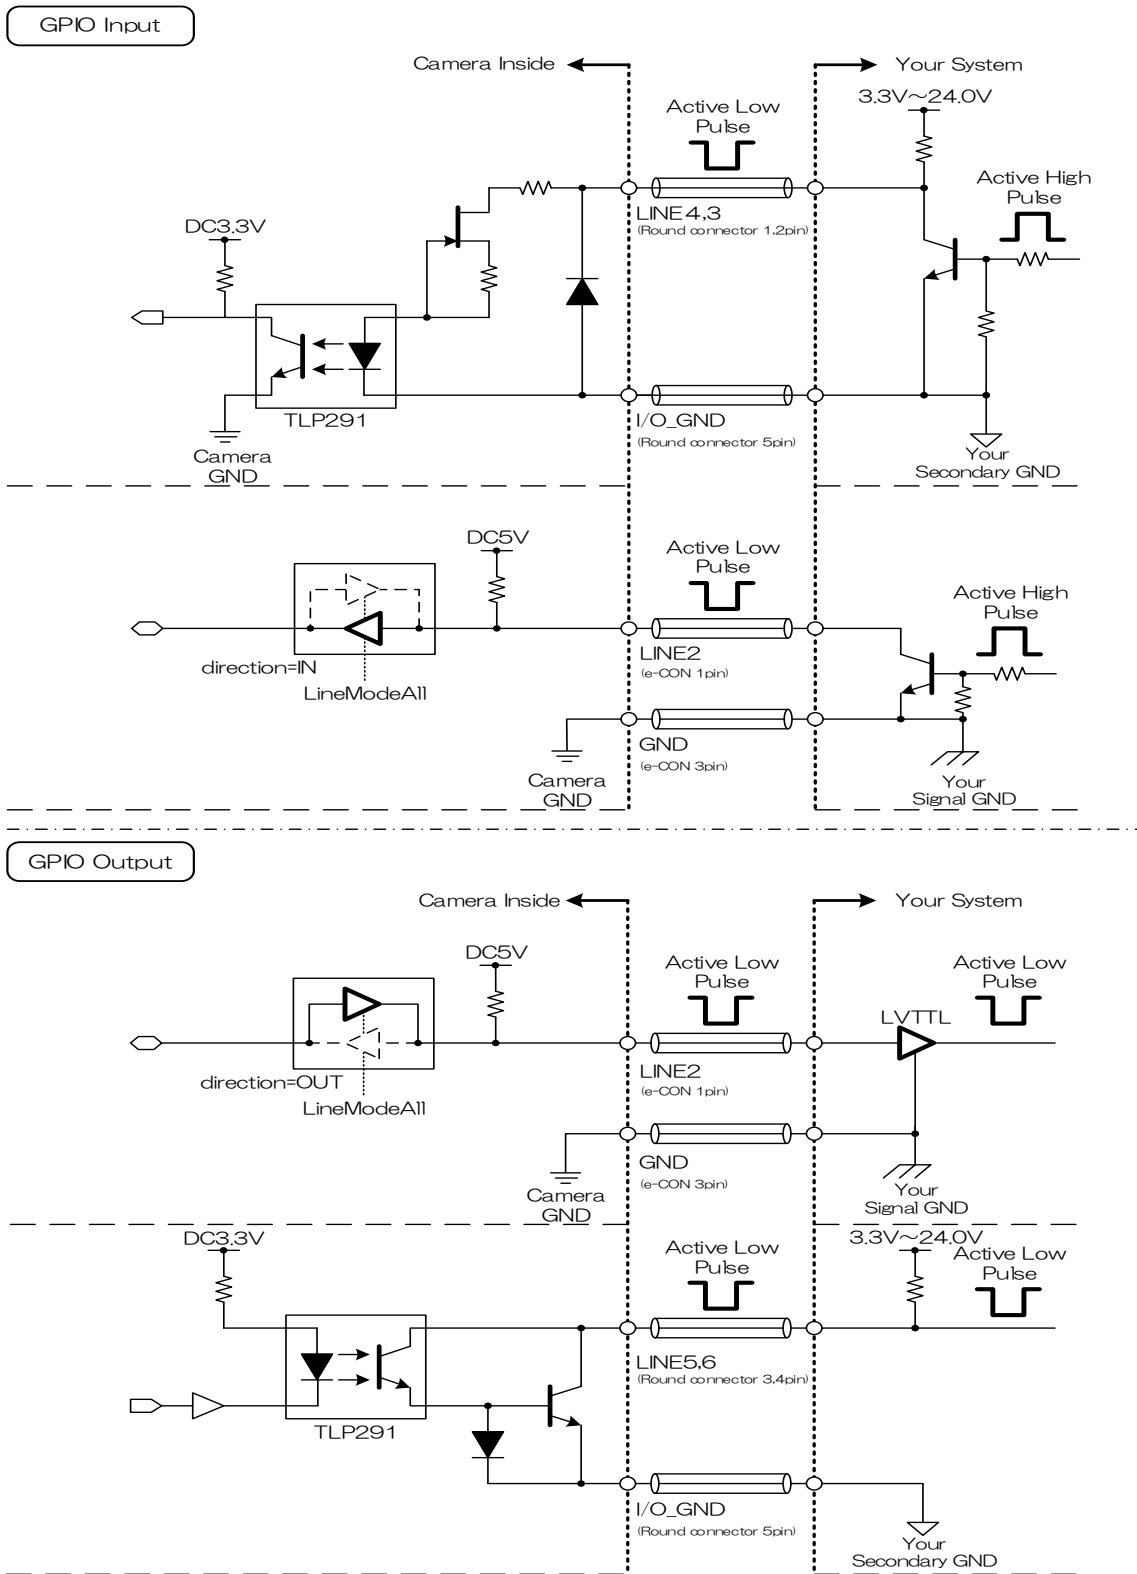 GPIO Input
Camera Inside
Your System
3.3V～24.0V
Active Low
Pulse
Active High
Pulse
LINE4,3
(Round connector 1,2pin)
DC3.3V
TLP291
I/O_GND
(Round connector 5pin)
Camera
GND
Your
Secondary GND
DC5V
Active Low
Pulse
Active High
Pulse
direction=IN
LineModeAll
LINE2
(e-CON 1pin)
GND
(e-CON 3pin)
Camera
GND
Your
Signal GND
GPIO Output
Camera Inside
Your System
DC5V
Active Low
Pulse
Active Low
Pulse
LVTTL
direction=OUT
LineModeAll
LINE2
(e-CON 1pin)
GND
(e-CON 3pin)
Camera
GND
Your
Signal GND
DC3.3V
Active Low
Pulse
3.3V～24.0V
Active Low
Pulse
LINE5,6
(Round connector 3,4pin)
TLP291
I/O_GND
(Round connector 5pin)
Your
Secondary GND